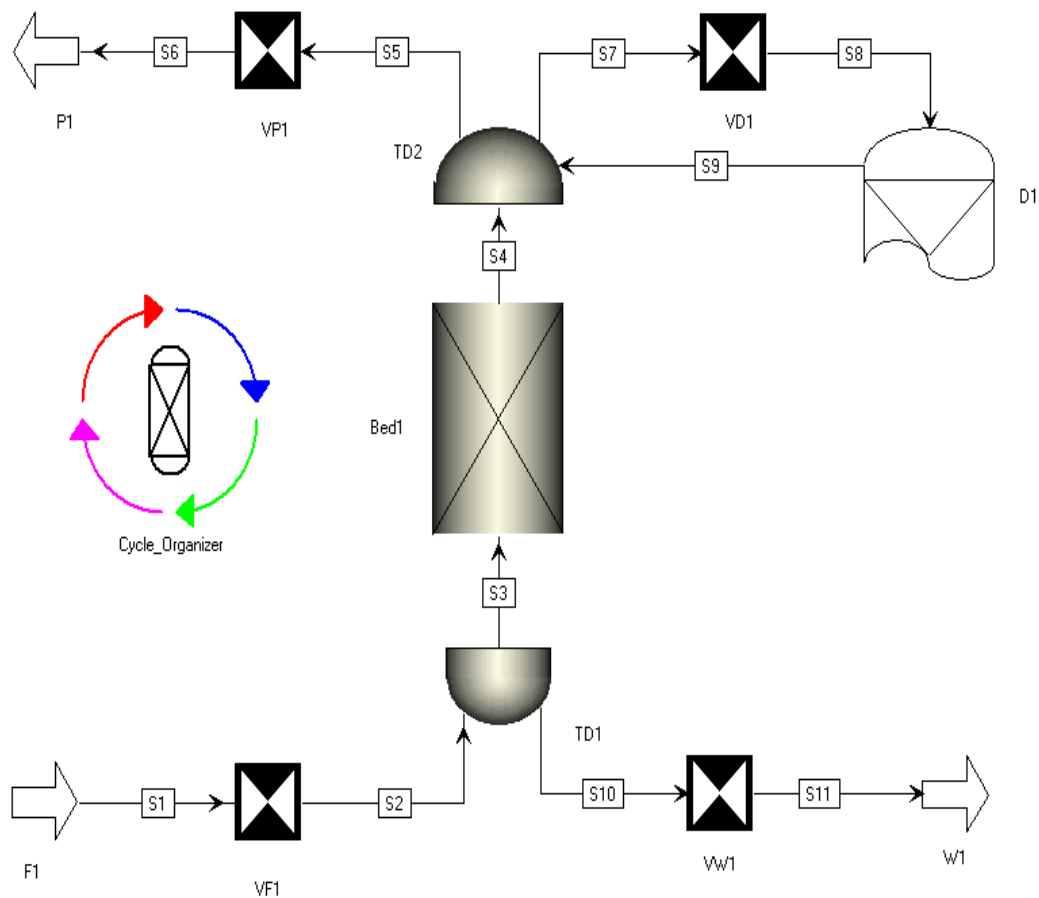 S6
S5
S7
S8
P1
VP1
VD1
TD2
S9
D1
S4
Bed1
Cycle_Organizer
S3
TD1
S1
S2
S10
S11
F1
VF1
VW1
W1